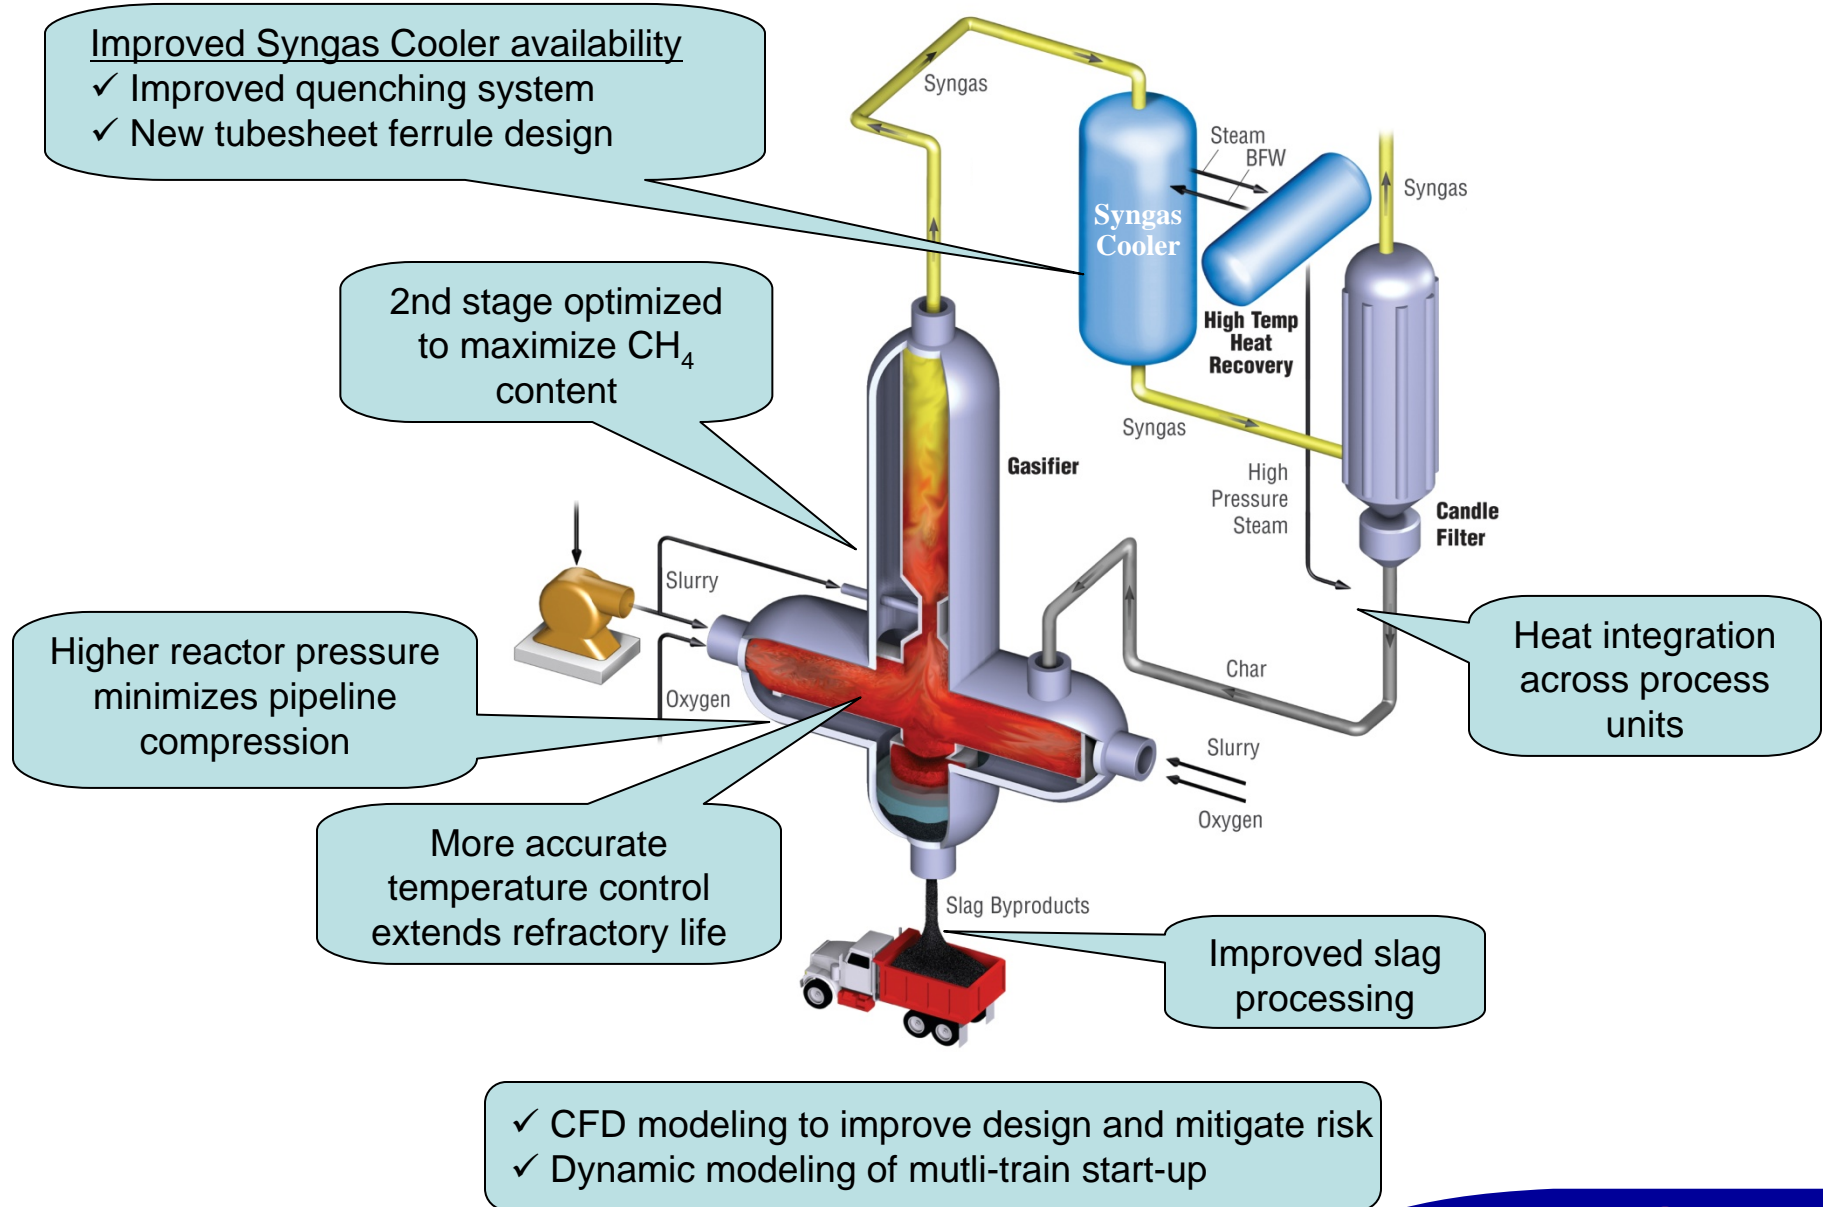 Improved Syngas Cooler availability
✓ Improved quenching system
✓ New tubesheet ferrule design
Syngas
Steam
BFW
Syngas
Syngas
Cooler
High Temp
Heat
Recovery
2nd stage optimized
to maximize CH₄
content
Syngas
Gasifier
High
Pressure
Steam
Candle
Filter
Slurry
Higher reactor pressure
minimizes pipeline
compression
Oxygen
Char
Heat integration
across process
units
Slurry
Oxygen
More accurate
temperature control
extends refractory life
Slag Byproducts
Improved slag
processing
✓ CFD modeling to improve design and mitigate risk
✓ Dynamic modeling of mutli-train start-up